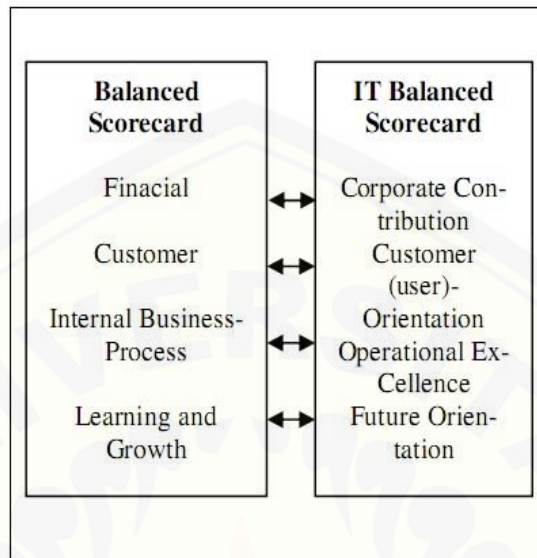 Balanced
Scorecard
Finacial
Customer
Internal Business-
Process
Learning and
Growth
IT Balanced
Scorecard
Corporate Con-
tribution
Customer
(user)-
Orientation
Operational Ex-
Cellence
Future Orien-
tation